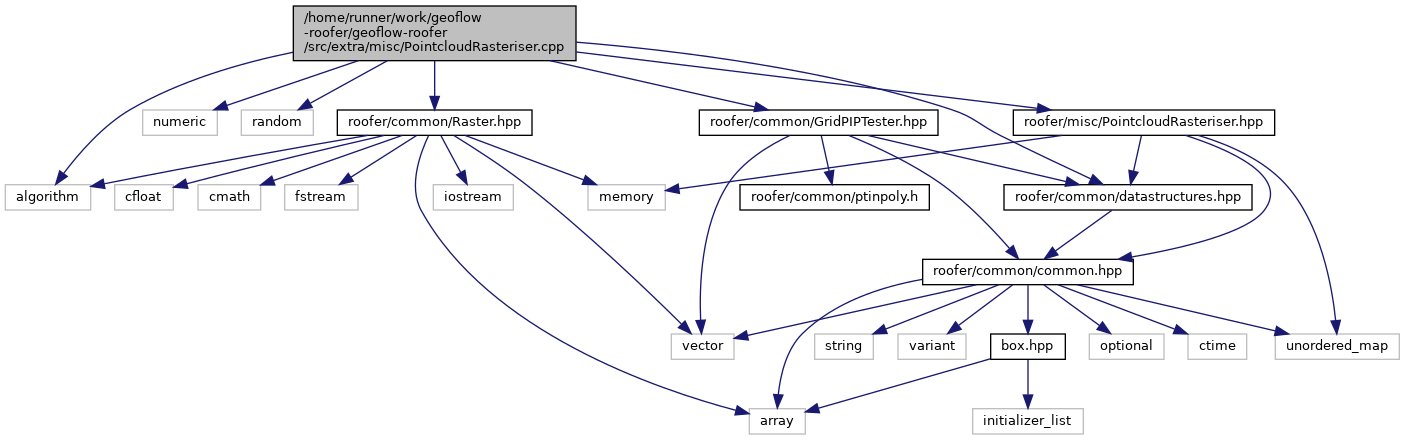 /home/runner/work/geoflow
-roofer/geoflow-roofer
/src/extra/misc/PointcloudRasteriser.cpp
numeric
random
roofer/common/Raster.hpp
roofer/common/GridPIPTester.hpp
roofer/misc/PointcloudRasteriser.hpp
algorithm
cfloat
cmath
fstream
iostream
memory
roofer/common/ptinpoly.h
roofer/common/datastructures.hpp
roofer/common/common.hpp
vector
string
variant
box.hpp
optional
ctime
unordered_map
array
initializer_list